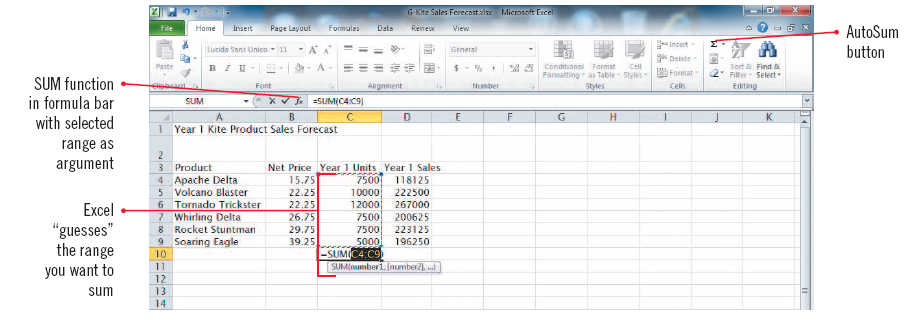 G-Kite Sales Forecast.xlsx - Microsoft Excel
File Home Insert Page Layout Formulas Data Review View
AutoSum
button
Lucida Sans Unico 11 A A General Insert Σ
Paste Delete
B I U A $ % , Conditional Format Cell Format Sort & Find &
Formatting as Table Styles Filter Select
Clipboard Font Alignment Number Styles Cells Editing
SUM function
in formula bar
with selected
range as
argument
SUM fx =SUM(C4:C9)
A B C D E F G H I J K
1 Year 1 Kite Product Sales Forecast
2
3 Product Net Price Year 1 Units Year 1 Sales
4 Apache Delta 15.75 7500 118125
5 Volcano Blaster 22.25 10000 222500
6 Tornado Trickster 22.25 12000 267000
7 Whirling Delta 26.75 7500 200625
8 Rocket Stuntman 29.75 7500 223125
9 Soaring Eagle 39.25 5000 196250
10 =SUM(C4:C9)
11 SUM(number1, [number2], ...)
12
13
14
Excel
“guesses”
the range
you want to
sum